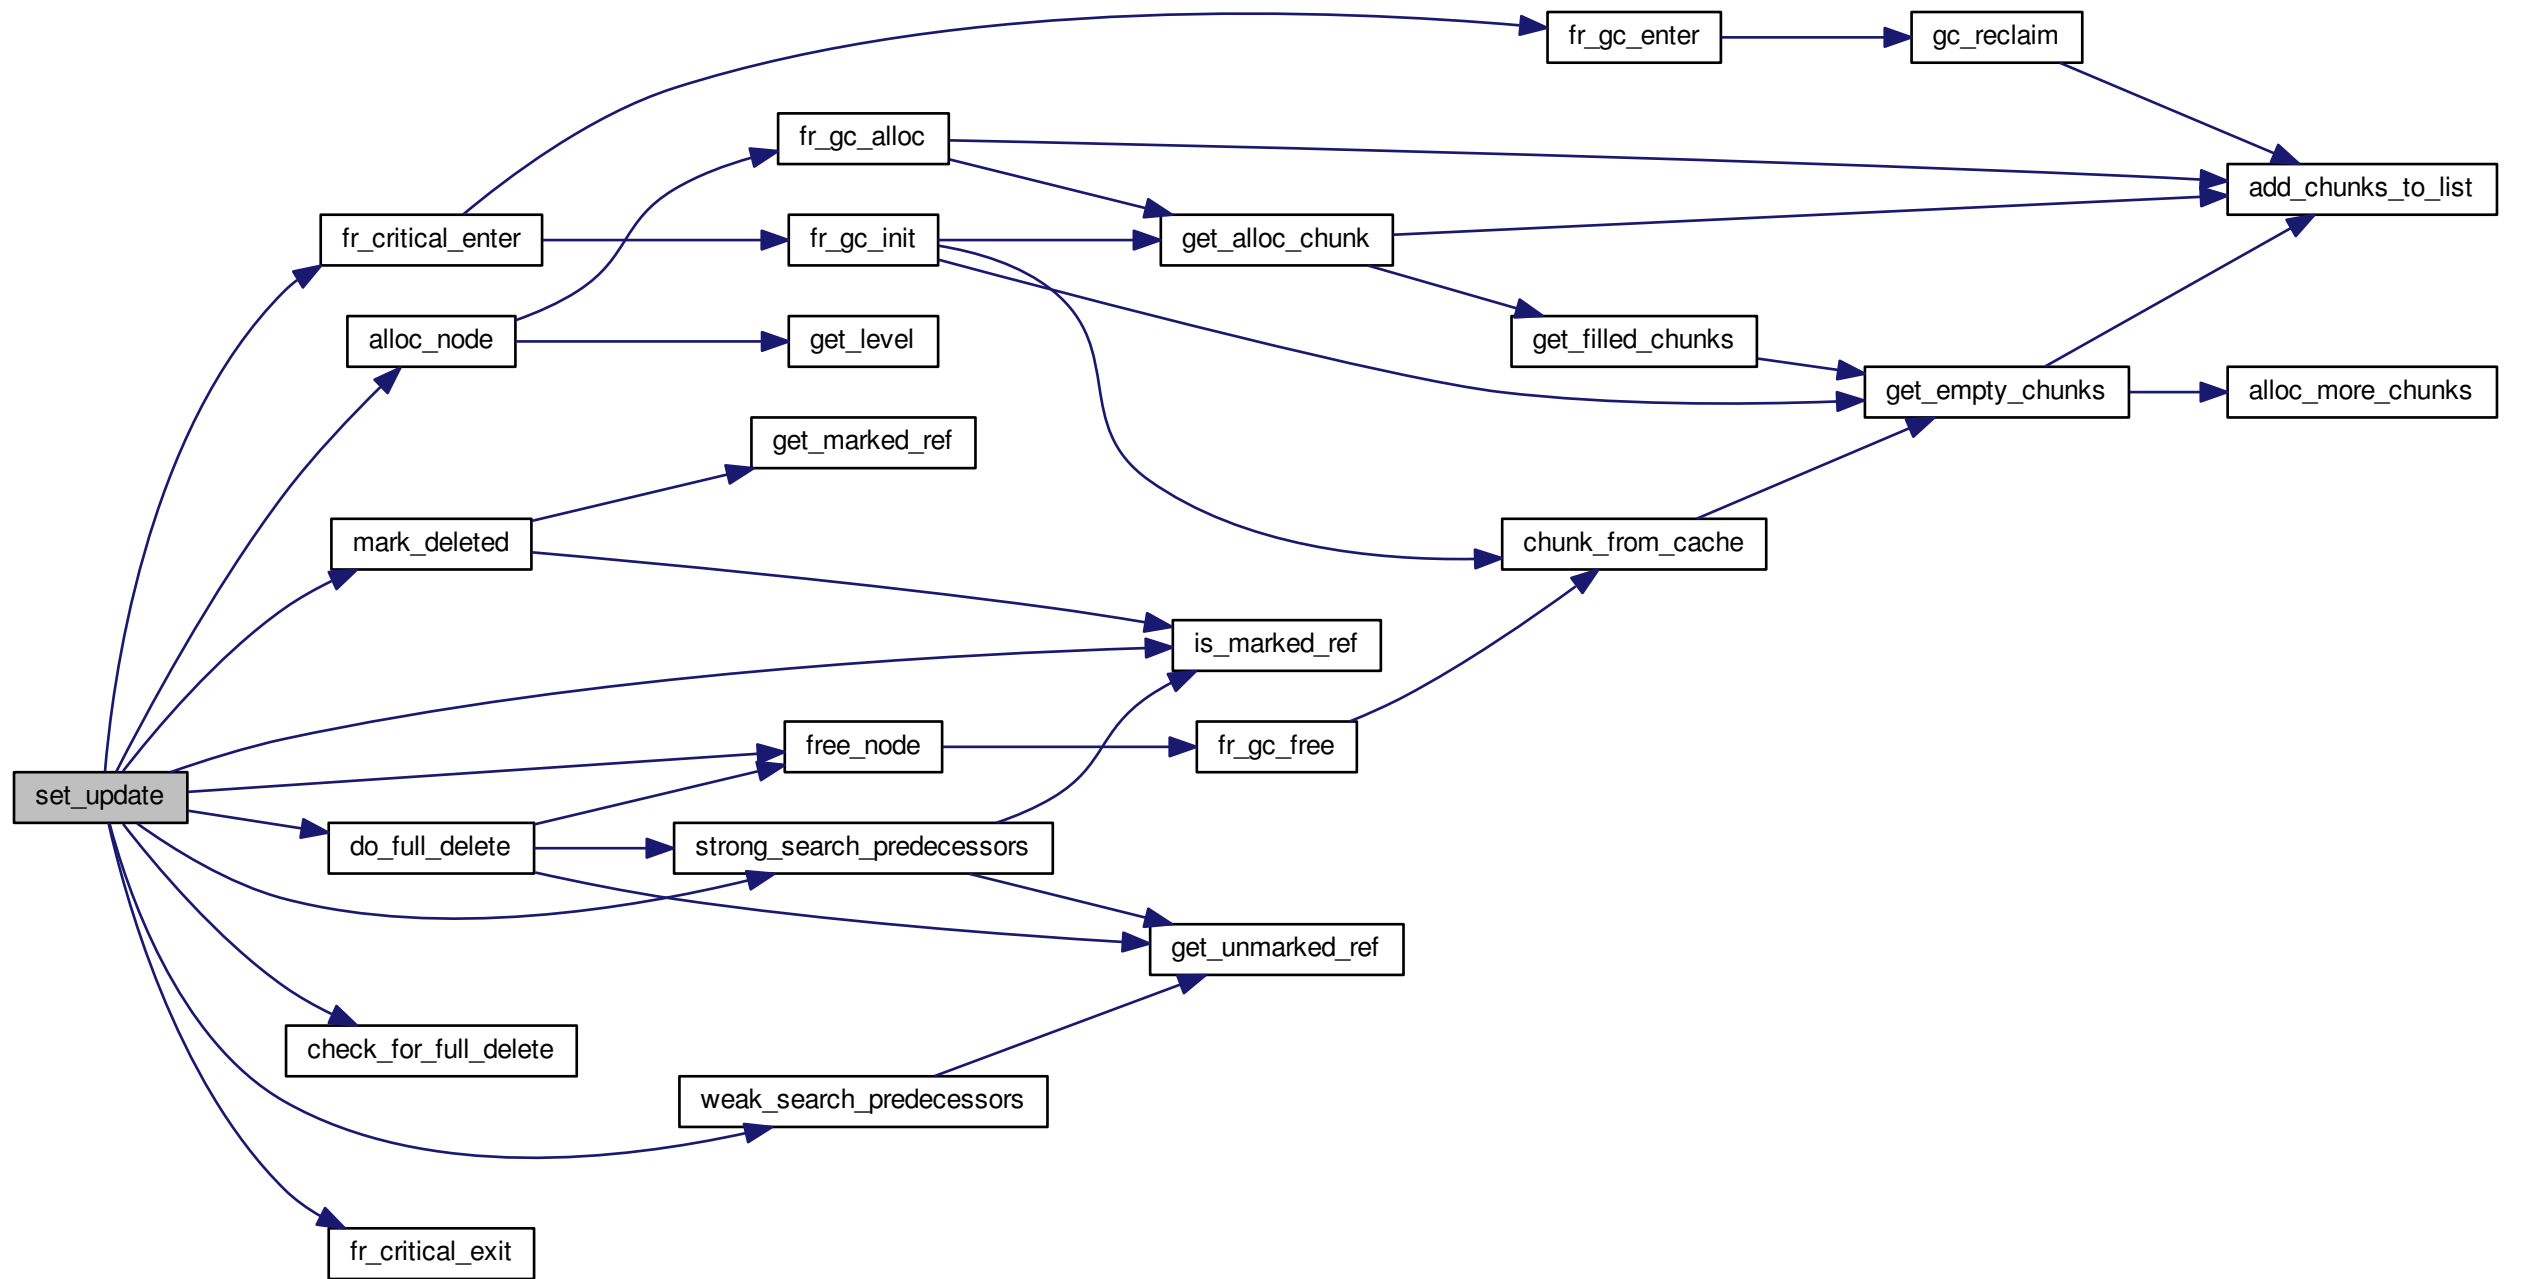 fr_gc_enter
gc_reclaim
fr_gc_alloc
add_chunks_to_list
fr_critical_enter
fr_gc_init
get_alloc_chunk
alloc_node
get_level
get_filled_chunks
get_empty_chunks
alloc_more_chunks
get_marked_ref
mark_deleted
chunk_from_cache
is_marked_ref
free_node
fr_gc_free
set_update
do_full_delete
strong_search_predecessors
get_unmarked_ref
check_for_full_delete
weak_search_predecessors
fr_critical_exit